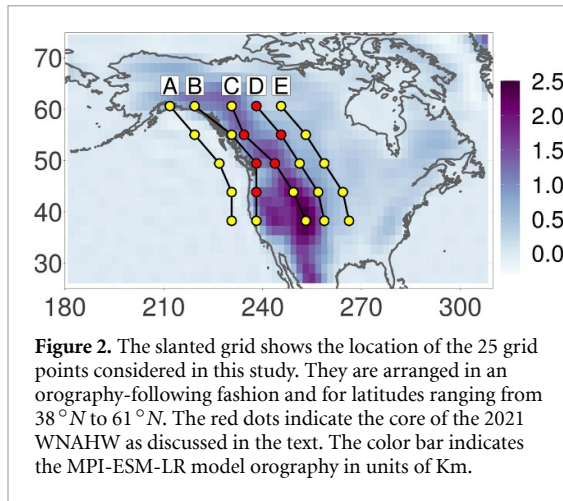 70
60
50
40
30
A B C D E
180 210 240 270 300
2.5
2.0
1.5
1.0
0.5
0.0
Figure 2. The slanted grid shows the location of the 25 grid
points considered in this study. They are arranged in an
orography-following fashion and for latitudes ranging from
38°N to 61°N. The red dots indicate the core of the 2021
WNAHW as discussed in the text. The color bar indicates
the MPI-ESM-LR model orography in units of Km.